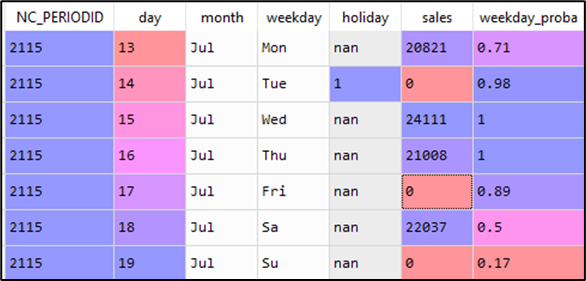 NC_PERIODID day month weekday holiday sales weekday_proba
2115 13 Jul Mon nan 20821 0.71
2115 14 Jul Tue 1 0 0.98
2115 15 Jul Wed nan 24111 1
2115 16 Jul Thu nan 21008 1
2115 17 Jul Fri nan 0 0.89
2115 18 Jul Sa nan 22037 0.5
2115 19 Jul Su nan 0 0.17